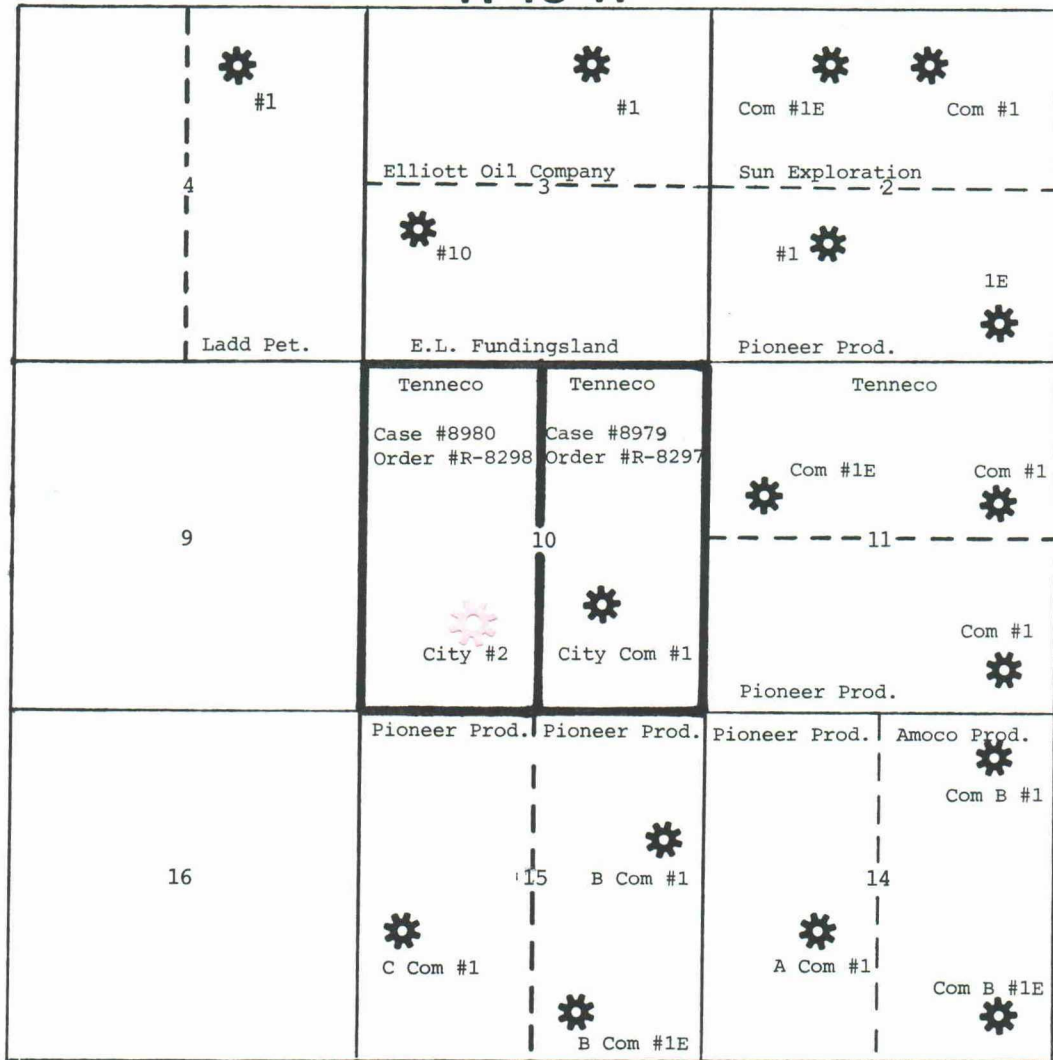 #1
4
Ladd Pet.
#1
Elliott Oil Company
3
#10
E.L. Fundingsland
Com #1E
Com #1
Sun Exploration
2
#1
1E
Pioneer Prod.
9
Tenneco
Case #8980
Order #R-8298
City #2
Tenneco
Case #8979
Order #R-8297
10
City Com #1
Tenneco
Com #1E
Com #1
11
Com #1
Pioneer Prod.
16
Pioneer Prod.
C Com #1
Pioneer Prod.
15
B Com #1
B Com #1E
Pioneer Prod.
14
A Com #1
Amoco Prod.
Com B #1
Com B #1E